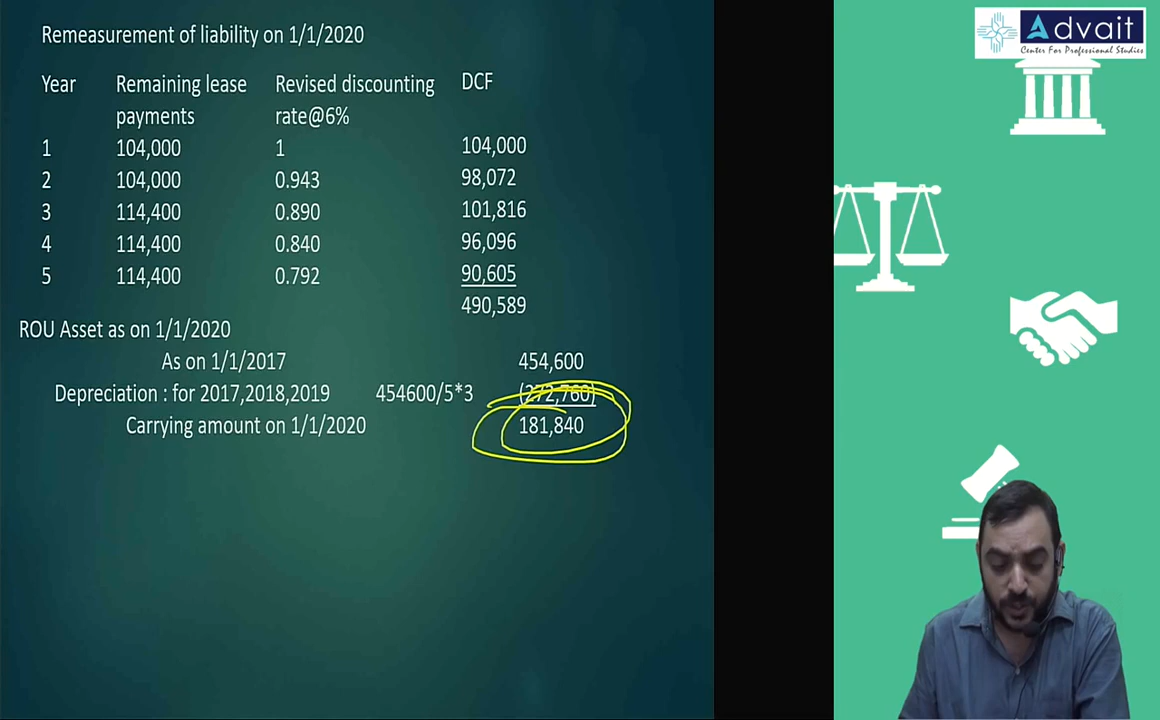 Remeasurement of liability on 1/1/2020
Year Remaining lease payments Revised discounting rate@6% DCF
1 104,000 1 104,000
2 104,000 0.943 98,072
3 114,400 0.890 101,816
4 114,400 0.840 96,096
5 114,400 0.792 90,605
490,589
ROU Asset as on 1/1/2020
As on 1/1/2017 454,600
Depreciation : for 2017,2018,2019 454600/5*3 (272,760)
Carrying amount on 1/1/2020 181,840
Advait
Center For Professional Studies